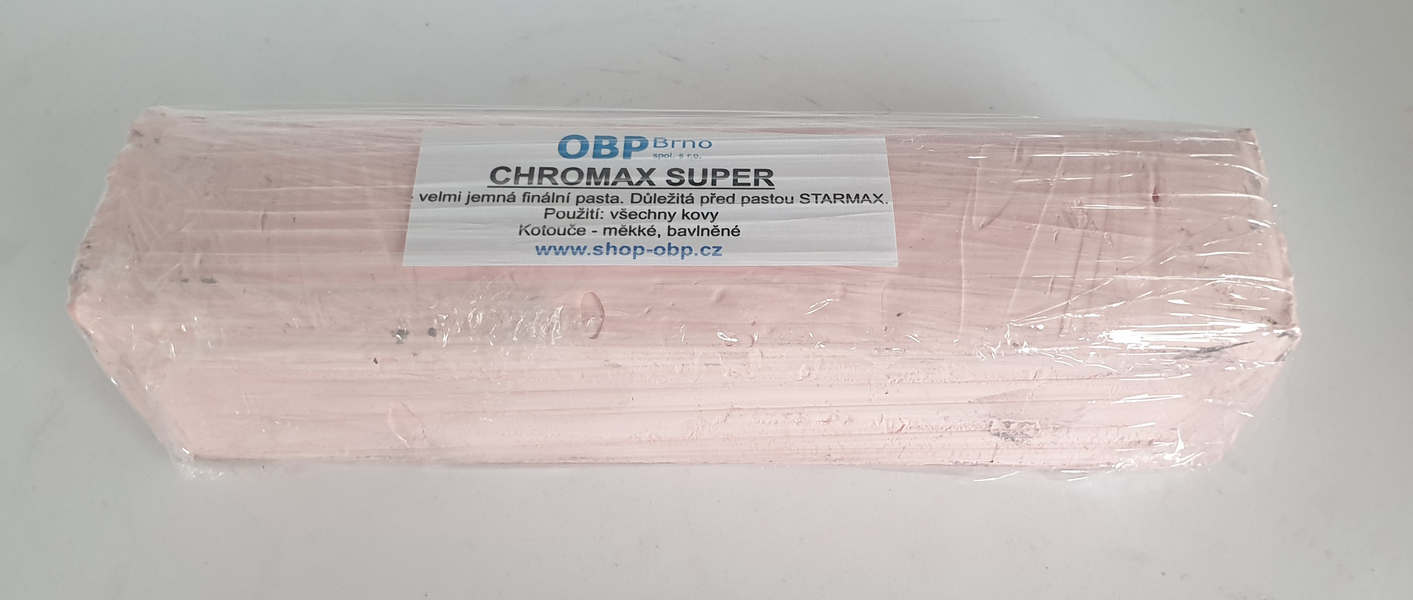 OBP Brno
spol. s r.o.
CHROMAX SUPER
- velmi jemná finální pasta. Důležitá před pastou STARMAX.
Použití: všechny kovy
Kotouče - měkké, bavlněné
www.shop-obp.cz